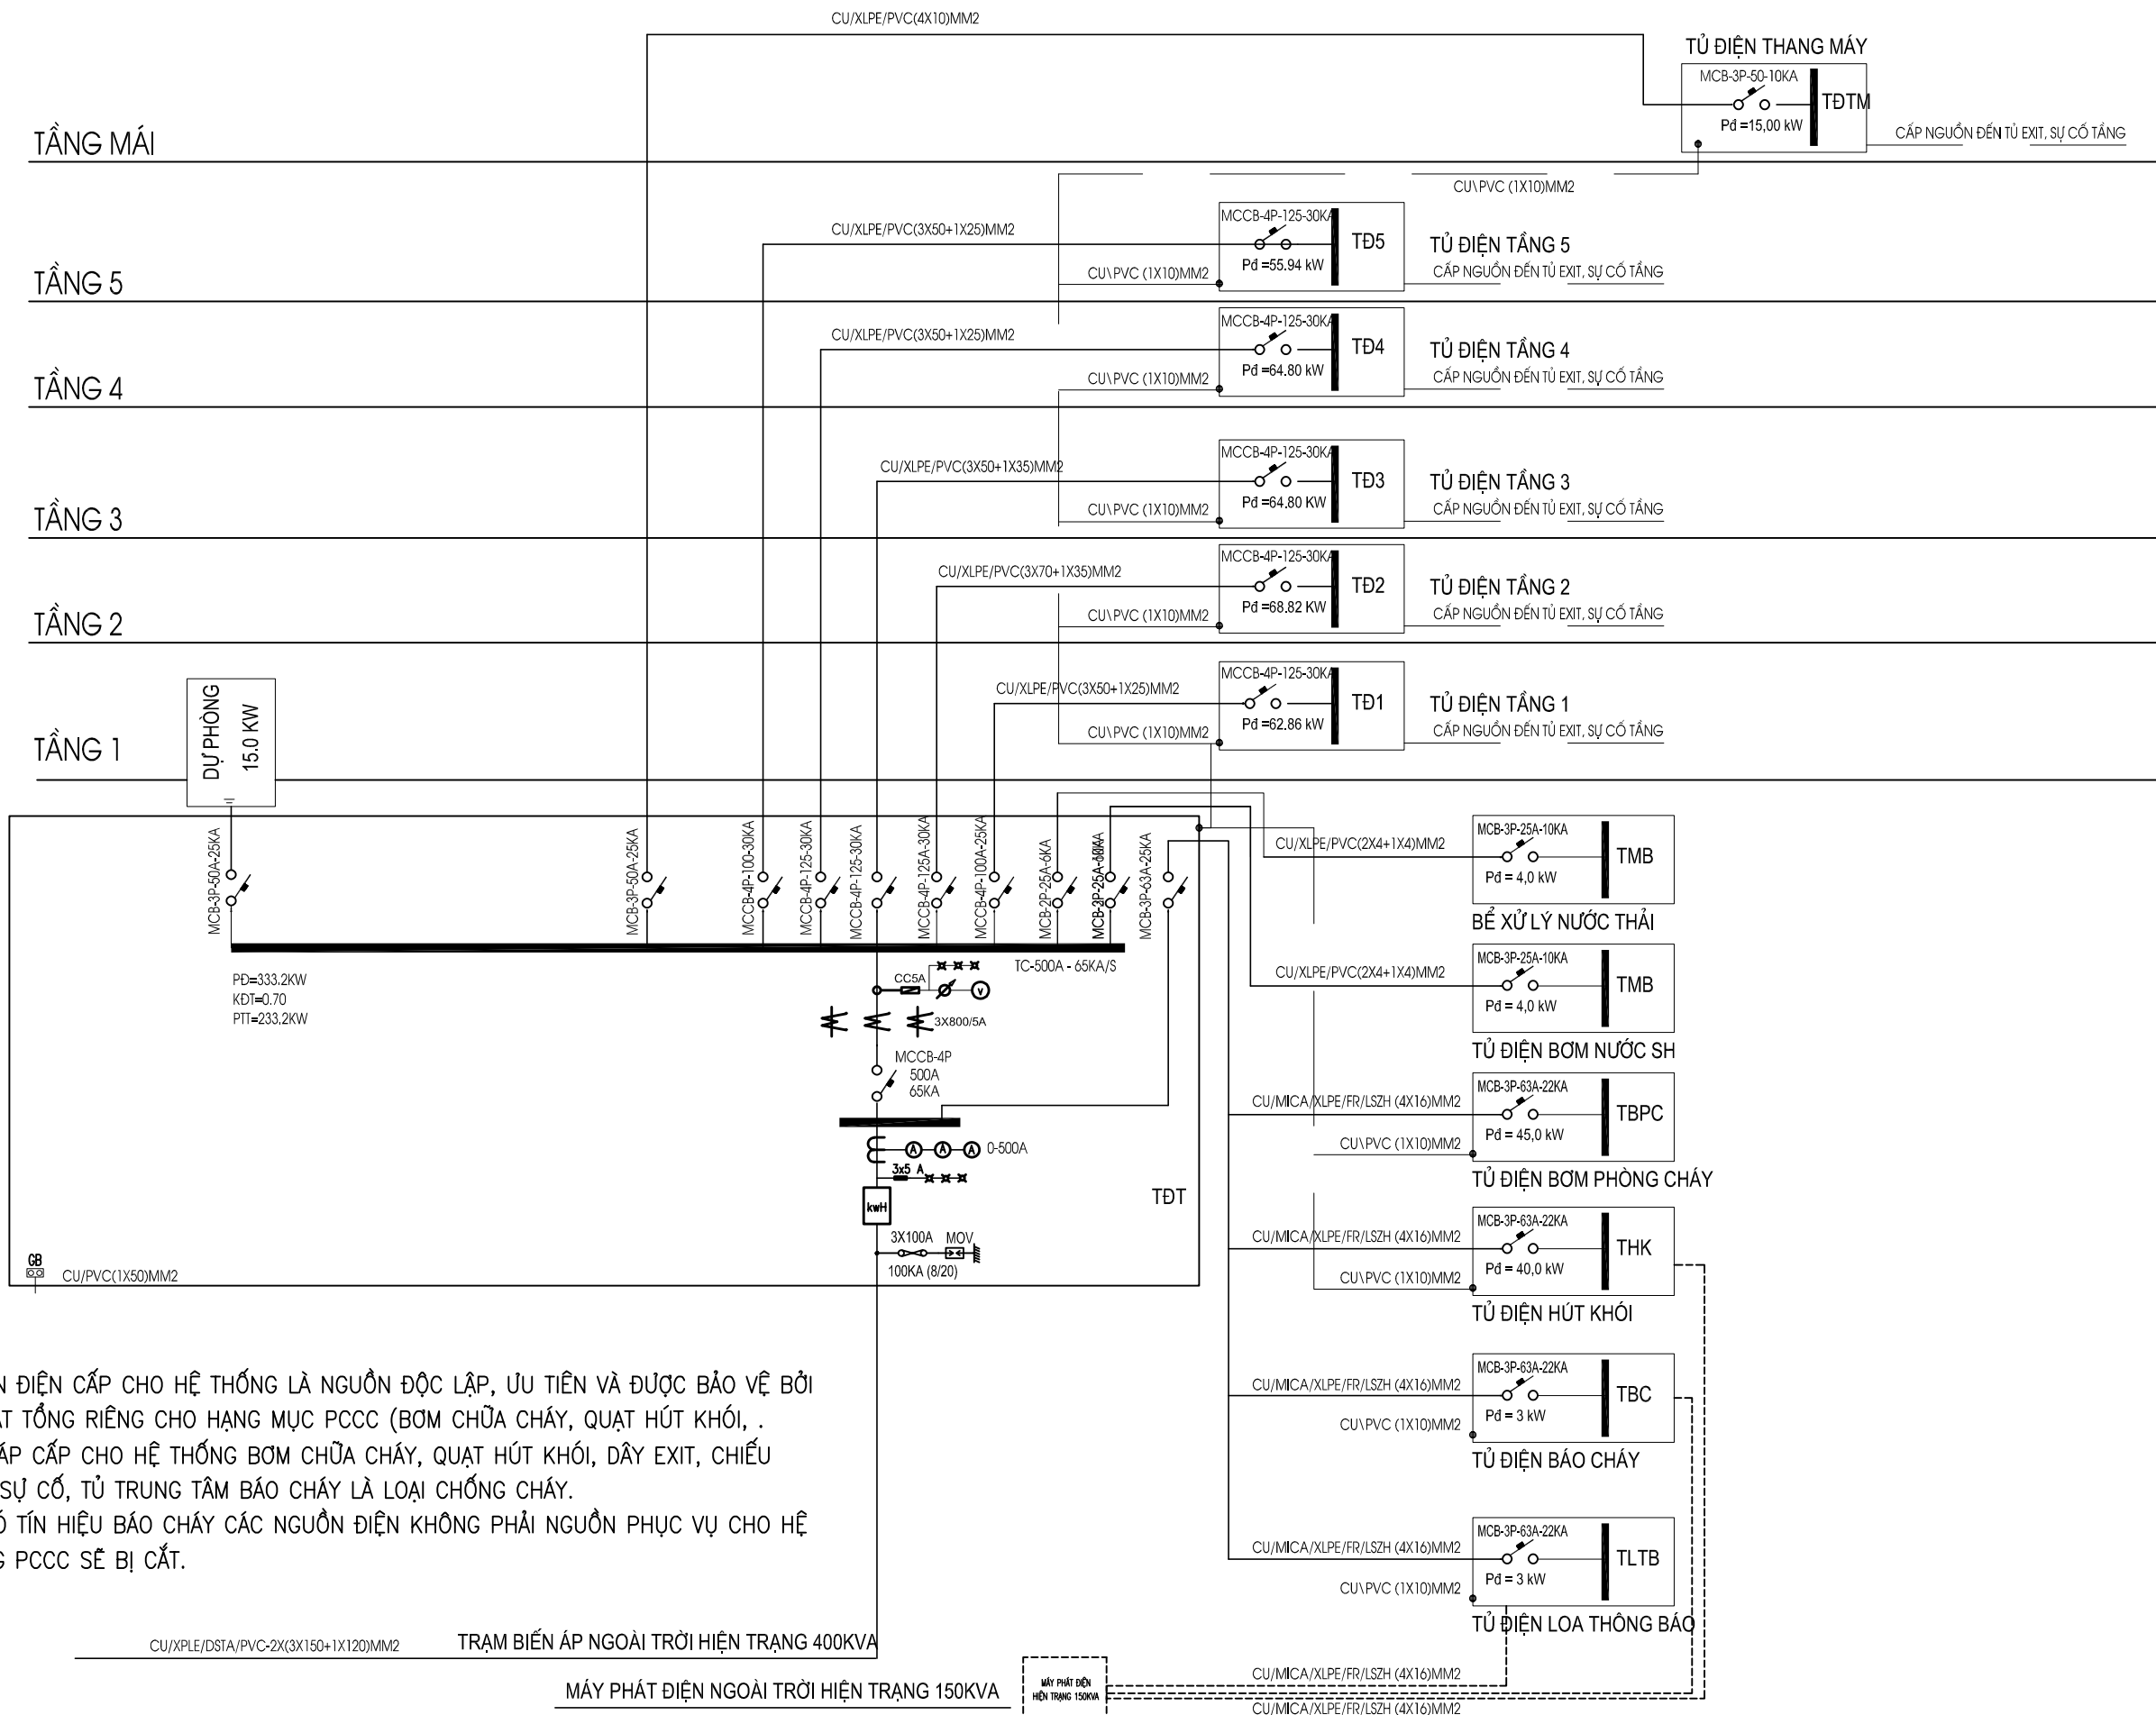 CU/XLPE/PVC(4X10)MM2
TỦ ĐIỆN THANG MÁY
MCB-3P-50-10KA
TĐTM
Pđ =15,00 kW
CẤP NGUỒN ĐẾN TỦ EXIT, SỰ CỐ TẦNG
TẦNG MÁI
CU\PVC (1X10)MM2
MCCB-4P-125-30KA
CU/XLPE/PVC(3X50+1X25)MM2
TĐ5
TỦ ĐIỆN TẦNG 5
Pđ =55.94 kW
CẤP NGUỒN ĐẾN TỦ EXIT, SỰ CỐ TẦNG
CU\PVC (1X10)MM2
TẦNG 5
MCCB-4P-125-30KA
CU/XLPE/PVC(3X50+1X25)MM2
TĐ4
TỦ ĐIỆN TẦNG 4
Pđ =64.80 kW
CẤP NGUỒN ĐẾN TỦ EXIT, SỰ CỐ TẦNG
CU\PVC (1X10)MM2
TẦNG 4
MCCB-4P-125-30KA
CU/XLPE/PVC(3X50+1X35)MM2
TĐ3
TỦ ĐIỆN TẦNG 3
Pđ =64.80 KW
CẤP NGUỒN ĐẾN TỦ EXIT, SỰ CỐ TẦNG
CU\PVC (1X10)MM2
TẦNG 3
MCCB-4P-125-30KA
CU/XLPE/PVC(3X70+1X35)MM2
TĐ2
TỦ ĐIỆN TẦNG 2
Pđ =68.82 KW
CẤP NGUỒN ĐẾN TỦ EXIT, SỰ CỐ TẦNG
CU\PVC (1X10)MM2
TẦNG 2
MCCB-4P-125-30KA
CU/XLPE/PVC(3X50+1X25)MM2
TĐ1
TỦ ĐIỆN TẦNG 1
Pđ =62.86 kW
CẤP NGUỒN ĐẾN TỦ EXIT, SỰ CỐ TẦNG
CU\PVC (1X10)MM2
TẦNG 1
DỰ PHÒNG
15.0 KW
MCB-3P-50A-25KA
MCB-3P-50A-25KA
MCCB-4P-100-30KA
MCCB-4P-125-30KA
MCCB-4P-125-30KA
MCCB-4P-125A-30KA
MCCB-4P-100A-25KA
MCB-2P-25A-6KA
MCB-3P-63A-25KA
TC-500A - 65KA/S
PĐ=333.2KW
KĐT=0.70
PTT=233,2KW
CC5A
V
3X800/5A
MCCB-4P
500A
65KA
A A A 0-500A
3x5 A
kwH
TĐT
3X100A MOV
100KA (8/20)
GB
CU/PVC(1X50)MM2
MCB-3P-25A-10KA
CU/XLPE/PVC(2X4+1X4)MM2
TMB
Pđ = 4,0 kW
BỂ XỬ LÝ NƯỚC THẢI
MCB-3P-25A-10KA
CU/XLPE/PVC(2X4+1X4)MM2
TMB
Pđ = 4,0 kW
TỦ ĐIỆN BƠM NƯỚC SH
MCB-3P-63A-22KA
CU/MICA/XLPE/FR/LSZH (4X16)MM2
TBPC
Pđ = 45,0 kW
CU\PVC (1X10)MM2
TỦ ĐIỆN BƠM PHÒNG CHÁY
MCB-3P-63A-22KA
CU/MICA/XLPE/FR/LSZH (4X16)MM2
THK
Pđ = 40,0 kW
CU\PVC (1X10)MM2
TỦ ĐIỆN HÚT KHÓI
MCB-3P-63A-22KA
CU/MICA/XLPE/FR/LSZH (4X16)MM2
TBC
Pđ = 3 kW
CU\PVC (1X10)MM2
TỦ ĐIỆN BÁO CHÁY
MCB-3P-63A-22KA
CU/MICA/XLPE/FR/LSZH (4X16)MM2
TLTB
Pđ = 3 kW
CU\PVC (1X10)MM2
TỦ ĐIỆN LOA THÔNG BÁO
N ĐIỆN CẤP CHO HỆ THỐNG LÀ NGUỒN ĐỘC LẬP, ƯU TIÊN VÀ ĐƯỢC BẢO VỆ BỞI
ÁT TỔNG RIÊNG CHO HẠNG MỤC PCCC (BƠM CHỮA CHÁY, QUẠT HÚT KHÓI, .
ÁP CẤP CHO HỆ THỐNG BƠM CHỮA CHÁY, QUẠT HÚT KHÓI, DÂY EXIT, CHIẾU
SỰ CỐ, TỦ TRUNG TÂM BÁO CHÁY LÀ LOẠI CHỐNG CHÁY.
Ó TÍN HIỆU BÁO CHÁY CÁC NGUỒN ĐIỆN KHÔNG PHẢI NGUỒN PHỤC VỤ CHO HỆ
G PCCC SẼ BỊ CẮT.
CU/XPLE/DSTA/PVC-2X(3X150+1X120)MM2
TRẠM BIẾN ÁP NGOÀI TRỜI HIỆN TRẠNG 400KVA
MÁY PHÁT ĐIỆN NGOÀI TRỜI HIỆN TRẠNG 150KVA
MÁY PHÁT ĐIỆN
HIỆN TRẠNG 150KVA
CU/MICA/XLPE/FR/LSZH (4X16)MM2
CU/MICA/XLPE/FR/LSZH (4X16)MM2